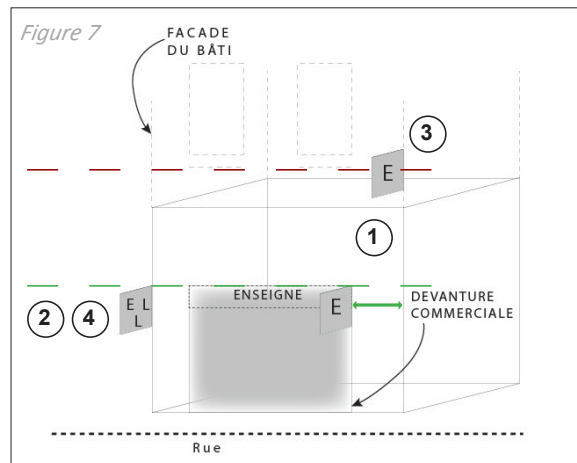 Figure 7
FACADE
DU BÂTI
3
E
1
2
4
E L
L
ENSEIGNE
E
DEVANTURE
COMMERCIALE
Rue